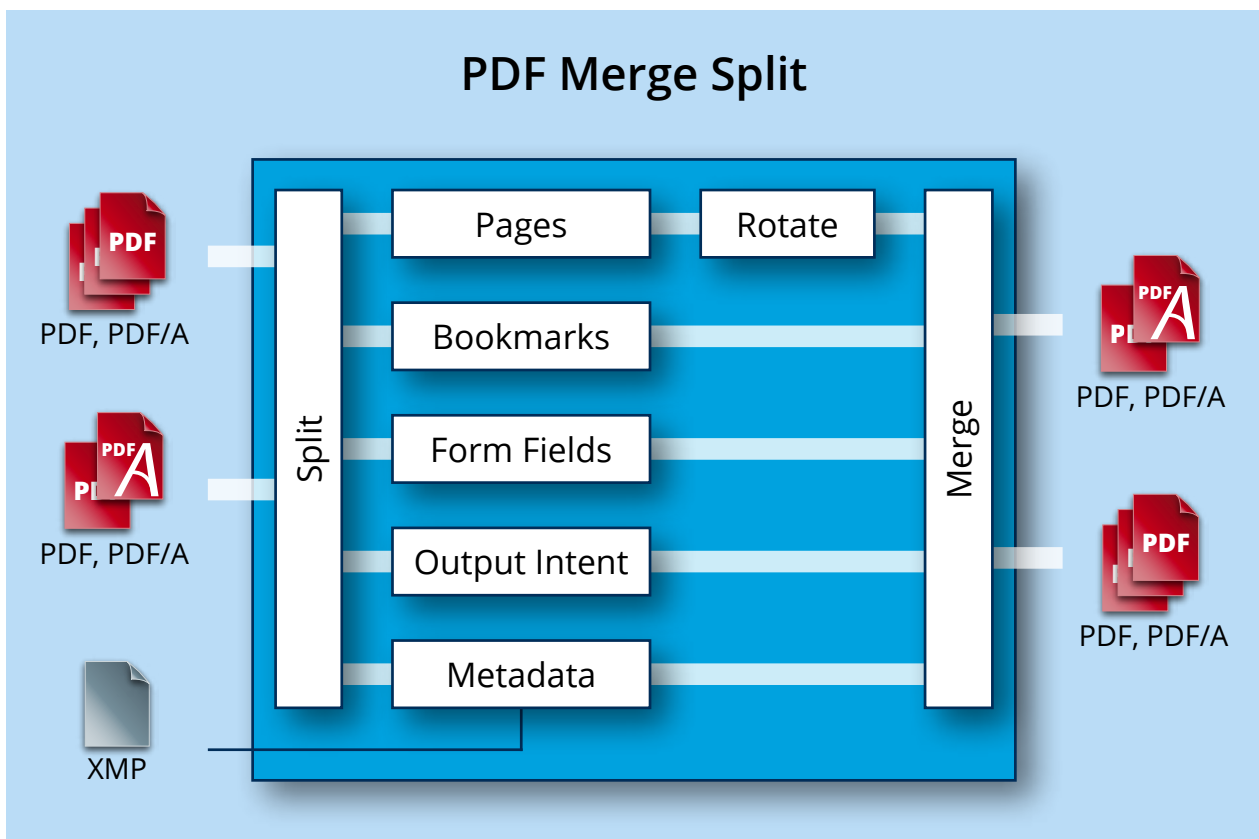 PDF Merge Split
PDF
PDF, PDF/A
PDF
PDF, PDF/A
XMP
Split
Pages
Rotate
Bookmarks
Form Fields
Output Intent
Metadata
Merge
PDF
A
PDF, PDF/A
PDF
PDF, PDF/A